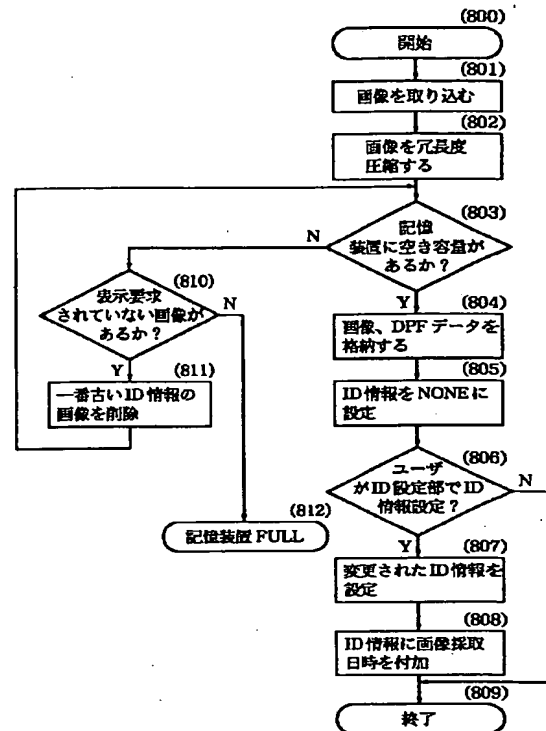 (800)
開始
(801)
画像を取り込む
(802)
画像を冗長度
圧縮する
(803)
記憶
装置に空き容量が
あるか?
N
Y
(810)
表示要求
されていない画像が
あるか?
N
Y
(811)
一番古いID情報の
画像を削除
(812)
記憶装置 FULL
(804)
画像、DPFデータを
格納する
(805)
ID情報をNONEに
設定
(806)
ユーザ
がID設定部でID
情報設定?
N
Y
(807)
変更されたID情報を
設定
(808)
ID情報に画像採取
日時を付加
(809)
終了